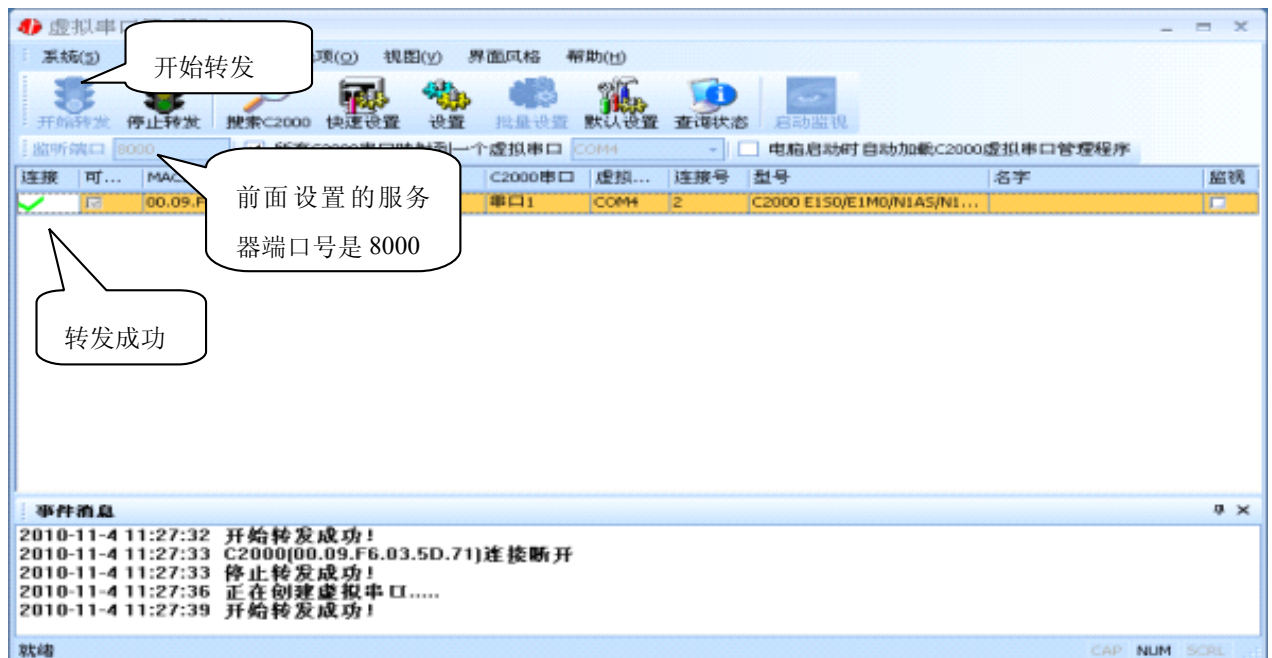 虚拟串口
开始转发
系统(S) 项(O) 视图(V) 界面风格 帮助(H)
开始转发 停止转发 搜索C2000 快速设置 设置 批量设置 默认设置 查询状态 启动监视
监听端口 8000 一个虚拟串口 COM4 电脑启动时自动加载C2000虚拟串口管理程序
连接 可... MAC C2000串口 虚拟... 连接号 型号 名字 监视
00.09.F 串口1 COM4 2 C2000 E1S0/E1M0/N1A5/N1...
前面设置的服务
器端口号是 8000
转发成功
事件消息
2010-11-4 11:27:32 开始转发成功!
2010-11-4 11:27:33 C2000(00.09.F6.03.5D.71)连接断开
2010-11-4 11:27:33 停止转发成功!
2010-11-4 11:27:36 正在创建虚拟串口.....
2010-11-4 11:27:39 开始转发成功!
就绪 CAP NUM SCRL